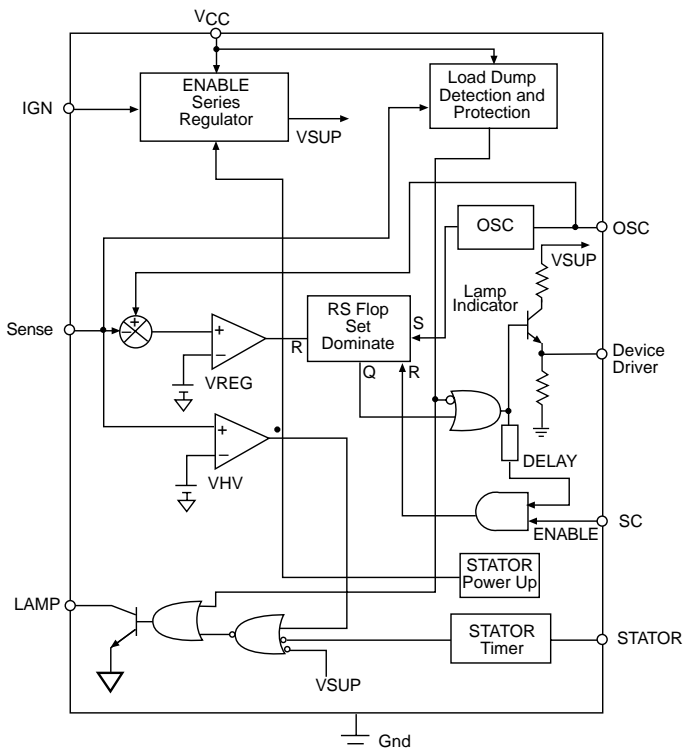 VCC
ENABLE
Series
Regulator
Load Dump
Detection and
Protection
IGN
VSUP
OSC
OSC
VSUP
Lamp
Indicator
RS Flop
Set
Dominate
S
R
Q
R
+
−
Sense
+
−
VREG
Device
Driver
+
−
VHV
DELAY
ENABLE
SC
STATOR
Power Up
LAMP
STATOR
Timer
STATOR
VSUP
Gnd